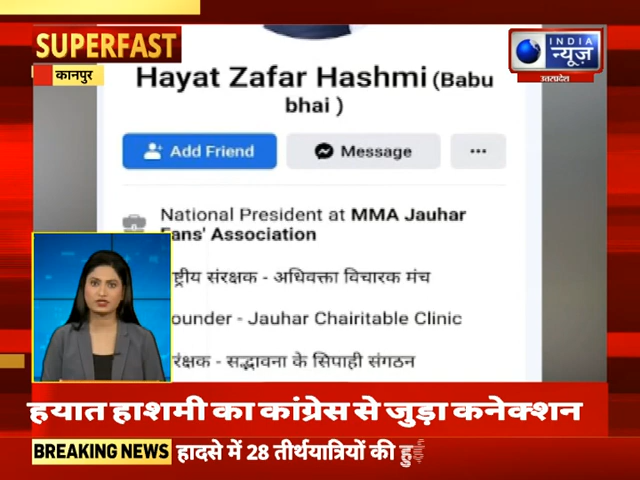 SUPERFAST
कानपुर
INDIA
न्यूज़
उत्तरप्रदेश
Hayat Zafar Hashmi (Babu
bhai )
Add Friend
Message
National President at MMA Jauhar
Fans' Association
ष्ट्रीय संरक्षक - अधिवक्ता विचारक मंच
ounder - Jauhar Chairitable Clinic
रंक्षक - सद्भावना के सिपाही संगठन
हयात हाशमी का कांग्रेस से जुड़ा कनेक्शन
BREAKING NEWS
हादसे में 28 तीर्थयात्रियों की हुई